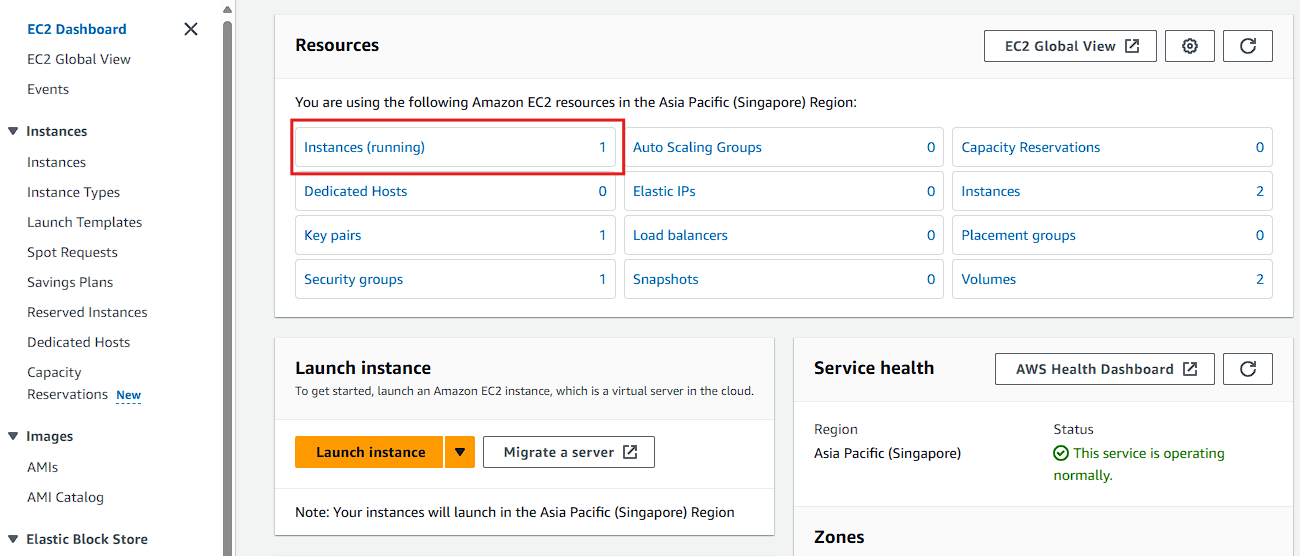 EC2 Dashboard
EC2 Global View
Events
Instances
Instances
Instance Types
Launch Templates
Spot Requests
Savings Plans
Reserved Instances
Dedicated Hosts
Capacity
Reservations New
Images
AMIs
AMI Catalog
Elastic Block Store
Resources
EC2 Global View
You are using the following Amazon EC2 resources in the Asia Pacific (Singapore) Region:
Instances (running) 1
Auto Scaling Groups 0
Capacity Reservations 0
Dedicated Hosts 0
Elastic IPs 0
Instances 2
Key pairs 1
Load balancers 0
Placement groups 0
Security groups 1
Snapshots 0
Volumes 2
Launch instance
To get started, launch an Amazon EC2 instance, which is a virtual server in the cloud.
Launch instance
Migrate a server
Note: Your instances will launch in the Asia Pacific (Singapore) Region
Service health
AWS Health Dashboard
Region
Asia Pacific (Singapore)
Status
This service is operating
normally.
Zones